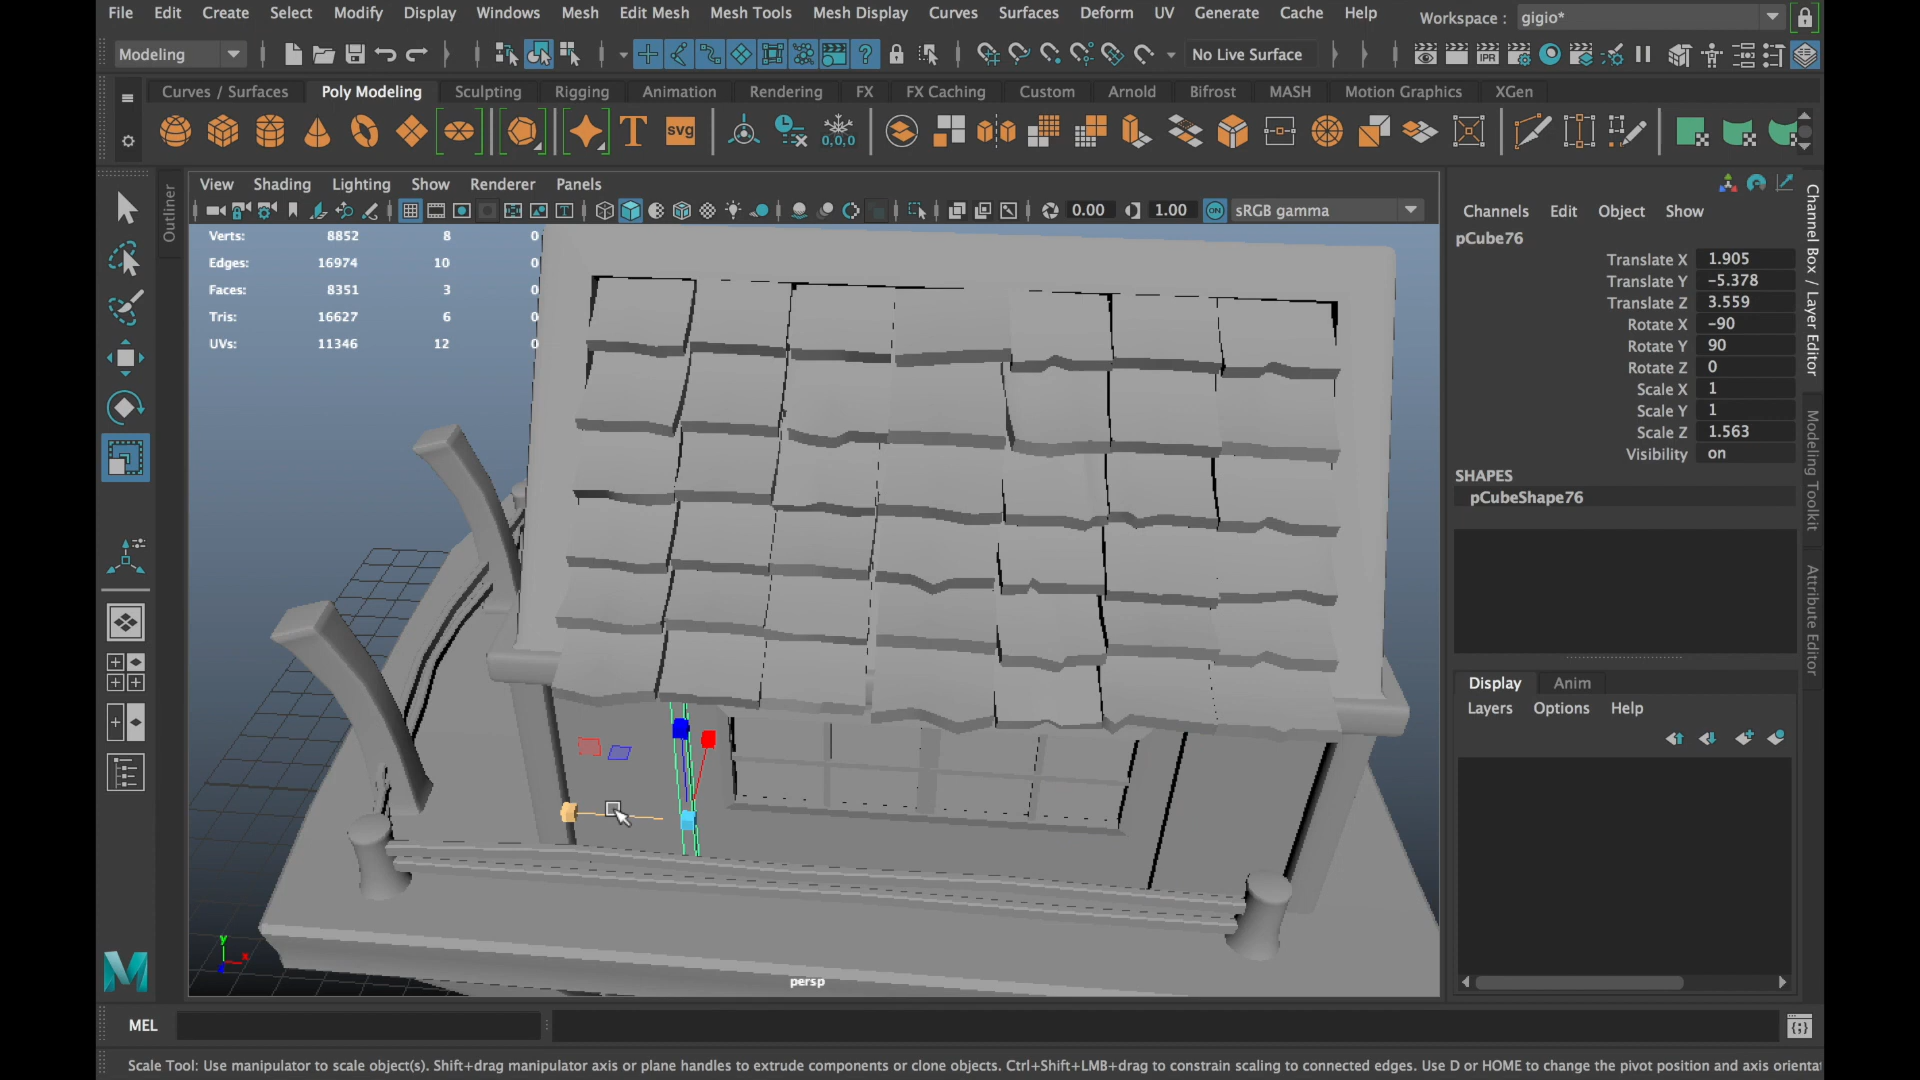 File Edit Create Select Modify Display Windows Mesh Edit Mesh Mesh Tools Mesh Display Curves Surfaces Deform UV Generate Cache Help Workspace : gigio*
Modeling No Live Surface IPR
Curves / Surfaces Poly Modeling Sculpting Rigging Animation Rendering FX FX Caching Custom Arnold Bifrost MASH Motion Graphics XGen
T svg 0,0,0
Outliner
View Shading Lighting Show Renderer Panels
0.00 1.00 ON sRGB gamma
Verts: 8852 8 0
Edges: 16974 10 0
Faces: 8351 3 0
Tris: 16627 6 0
UVs: 11346 12 0
y
x
persp
Channels Edit Object Show
pCube76
Translate X 1.905
Translate Y -5.378
Translate Z 3.559
Rotate X -90
Rotate Y 90
Rotate Z 0
Scale X 1
Scale Y 1
Scale Z 1.563
Visibility on
SHAPES
pCubeShape76
Display Anim
Layers Options Help
Channel Box / Layer Editor
Modeling Toolkit
Attribute Editor
M
MEL
Scale Tool: Use manipulator to scale object(s). Shift+drag manipulator axis or plane handles to extrude components or clone objects. Ctrl+Shift+LMB+drag to constrain scaling to connected edges. Use D or HOME to change the pivot position and axis orienta